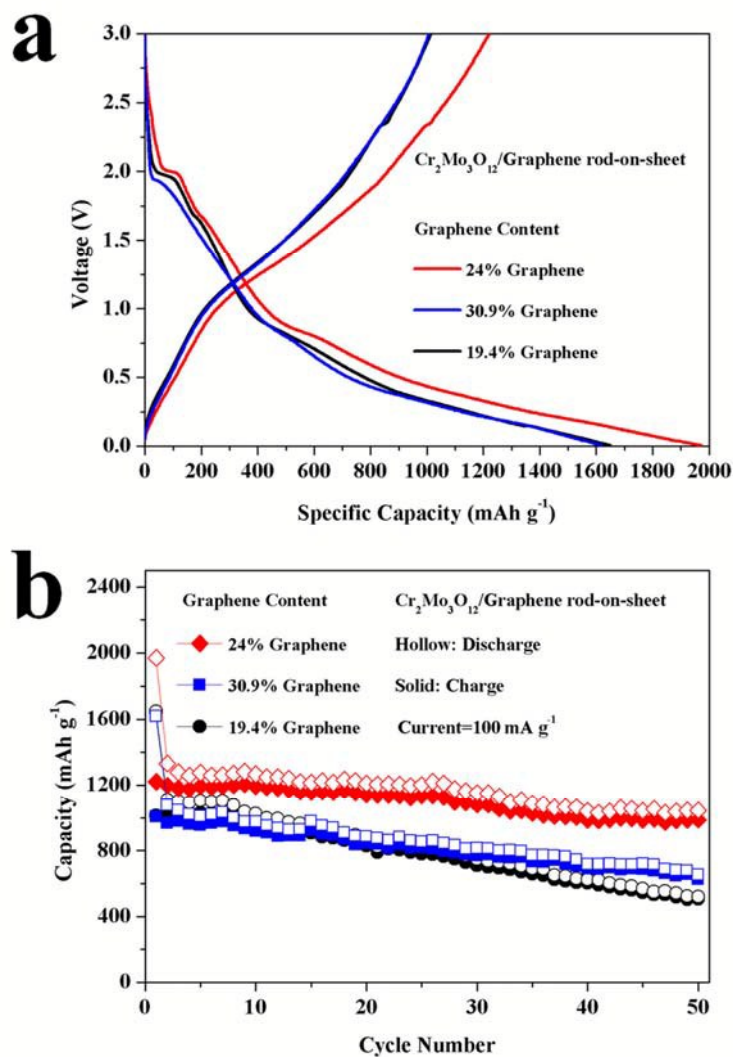 a
3.0
2.5
2.0
1.5
1.0
0.5
0.0
Voltage (V)
Cr₂Mo₃O₁₂/Graphene rod-on-sheet
Graphene Content
24% Graphene
30.9% Graphene
19.4% Graphene
0 200 400 600 800 1000 1200 1400 1600 1800 2000
Specific Capacity (mAh g⁻¹)
b
2400
2000
1600
1200
800
400
0
Capacity (mAh g⁻¹)
Graphene Content Cr₂Mo₃O₁₂/Graphene rod-on-sheet
24% Graphene Hollow: Discharge
30.9% Graphene Solid: Charge
19.4% Graphene Current=100 mA g⁻¹
0 10 20 30 40 50
Cycle Number